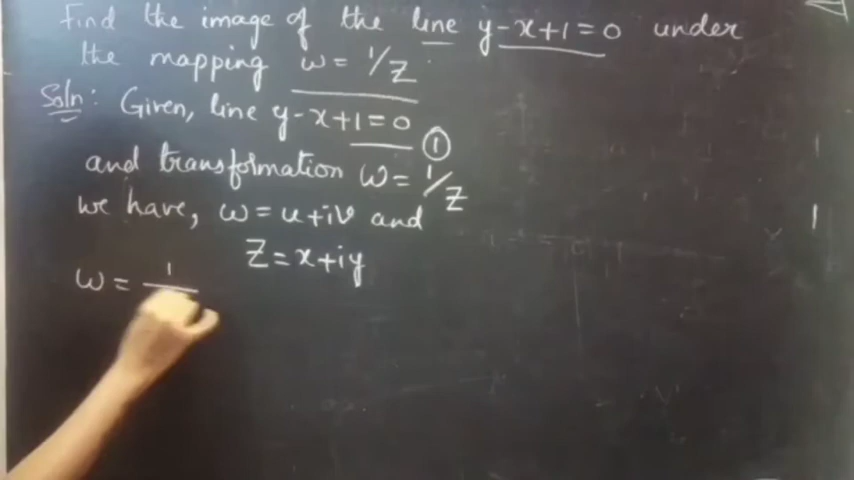 Find the image of the line y-x+1=0 under
the mapping ω = 1/Z.
Soln: Given, line y-x+1=0
①
and transformation ω = 1/Z
we have, ω = u+iv and
Z = x+iy
ω = 1